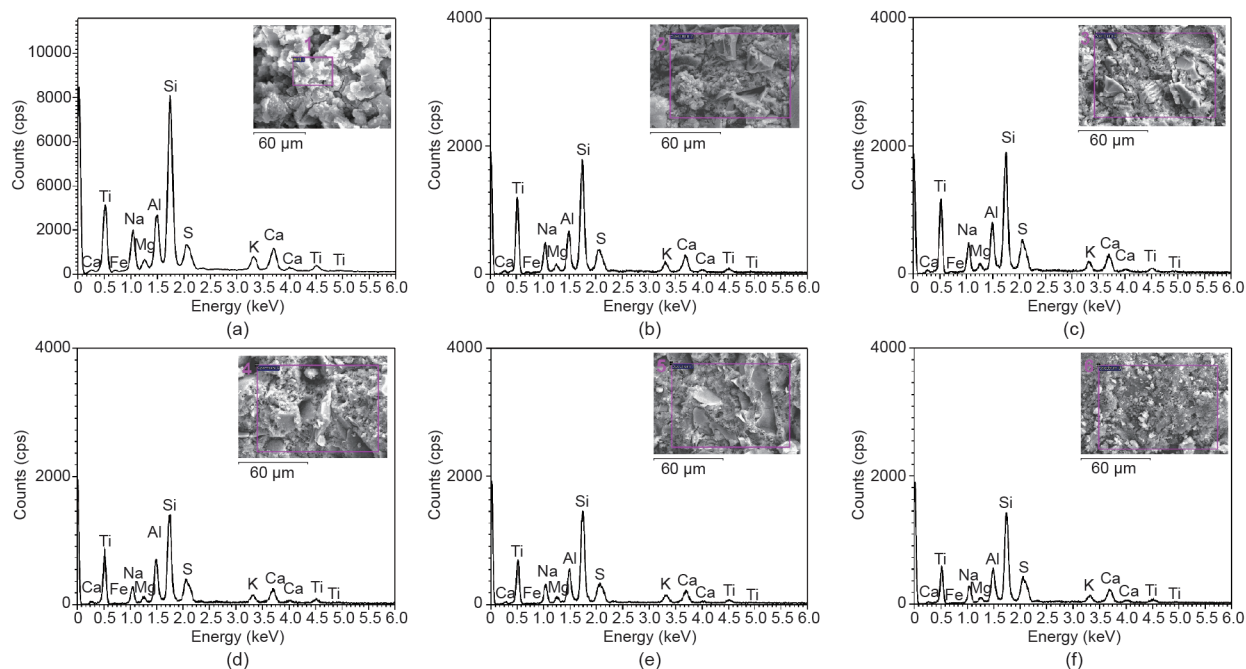 10000
8000
6000
4000
2000
0
Counts (cps)
Ca
Ti
Fe
Na
Mg
Al
Si
S
K
Ca
Ca
Ti
Ti
1
60 μm
0 0.5 1.0 1.5 2.0 2.5 3.0 3.5 4.0 4.5 5.0 6.0
Energy (keV)
(a)
4000
2000
0
Counts (cps)
Ca
Ti
Fe
Na
Mg
Al
Si
S
K
Ca
Ca
Ti
Ti
2
60 μm
0 0.5 1.0 1.5 2.0 2.5 3.0 3.5 4.0 4.5 5.0 6.0
Energy (keV)
(b)
4000
2000
0
Counts (cps)
Ca
Ti
Fe
Na
Mg
Al
Si
S
K
Ca
Ca
Ti
Ti
3
60 μm
0 0.5 1.0 1.5 2.0 2.5 3.0 3.5 4.0 4.5 5.0 6.0
Energy (keV)
(c)
4000
2000
0
Counts (cps)
Ca
Ti
Fe
Na
Mg
Al
Si
S
K
Ca
Ca
Ti
Ti
4
60 μm
0 0.5 1.0 1.5 2.0 2.5 3.0 3.5 4.0 4.5 5.0 6.0
Energy (keV)
(d)
4000
2000
0
Counts (cps)
Ca
Ti
Fe
Na
Mg
Al
Si
S
K
Ca
Ca
Ti
Ti
60 μm
0 0.5 1.0 1.5 2.0 2.5 3.0 3.5 4.0 4.5 5.0 6.0
Energy (keV)
(e)
4000
2000
0
Counts (cps)
Ca
Ti
Fe
Na
Mg
Al
Si
S
K
Ca
Ca
Ti
Ti
60 μm
0 0.5 1.0 1.5 2.0 2.5 3.0 3.5 4.0 4.5 5.0 6.0
Energy (keV)
(f)